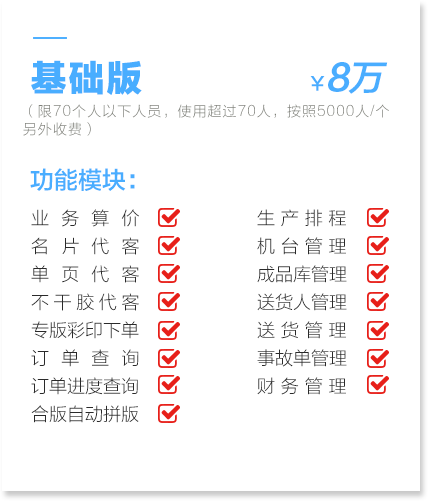 基础版 ¥8万
（限70个人以下人员，使用超过70人，按照5000人/个
另外收费）
功能模块：
业务算价 生产排程
名片代客 机台管理
单页代客 成品库管理
不干胶代客 送货人管理
专版彩印下单 送货管理
订单查询 事故单管理
订单进度查询 财务管理
合版自动拼版